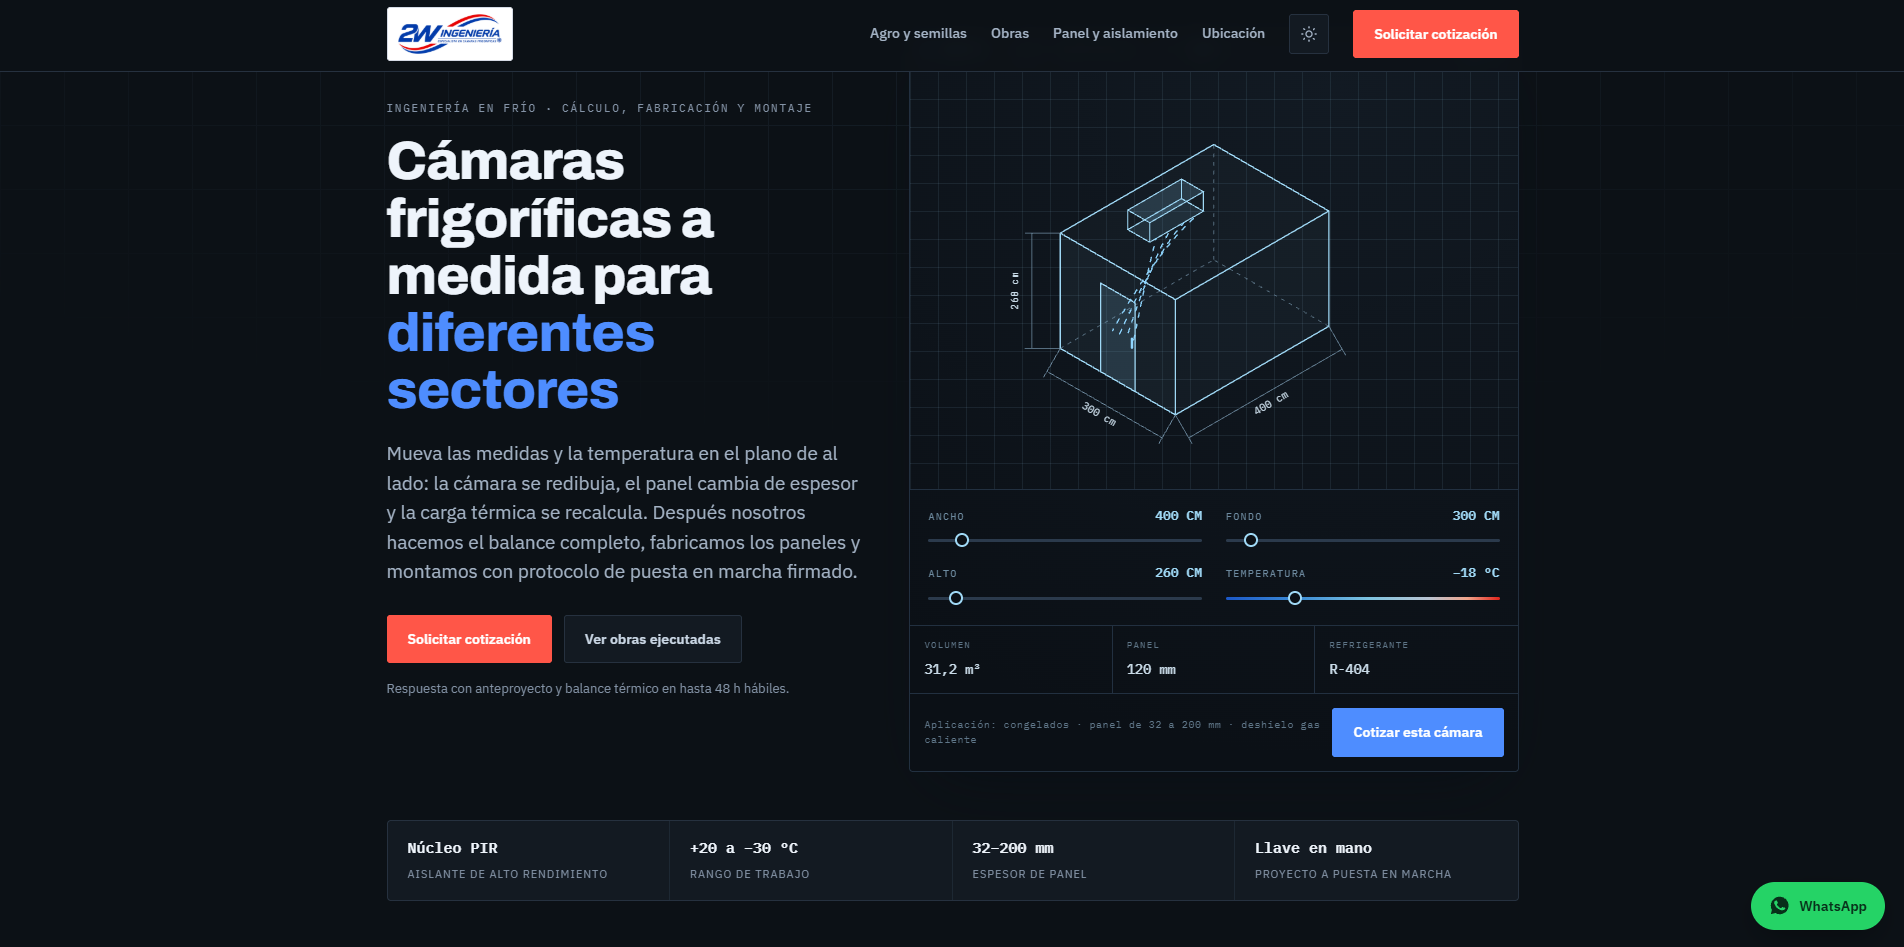 2W INGENIERÍA
Agro y semillas
Obras
Panel y aislamiento
Ubicación
Solicitar cotización
INGENIERÍA EN FRÍO · CÁLCULO, FABRICACIÓN Y MONTAJE
Cámaras
frigoríficas a
medida para
diferentes
sectores
Mueva las medidas y la temperatura en el plano de al
lado: la cámara se redibuja, el panel cambia de espesor
y la carga térmica se recalcula. Después nosotros
hacemos el balance completo, fabricamos los paneles y
montamos con protocolo de puesta en marcha firmado.
Solicitar cotización
Ver obras ejecutadas
Respuesta con anteproyecto y balance térmico en hasta 48 h hábiles.
260 cm
300 cm
400 cm
ANCHO
400 CM
FONDO
300 CM
ALTO
260 CM
TEMPERATURA
−18 °C
VOLUMEN
31,2 m³
PANEL
120 mm
REFRIGERANTE
R-404
Aplicación: congelados · panel de 32 a 200 mm · deshielo gas
caliente
Cotizar esta cámara
Núcleo PIR
AISLANTE DE ALTO RENDIMIENTO
+20 a −30 °C
RANGO DE TRABAJO
32–200 mm
ESPESOR DE PANEL
Llave en mano
PROYECTO A PUESTA EN MARCHA
WhatsApp